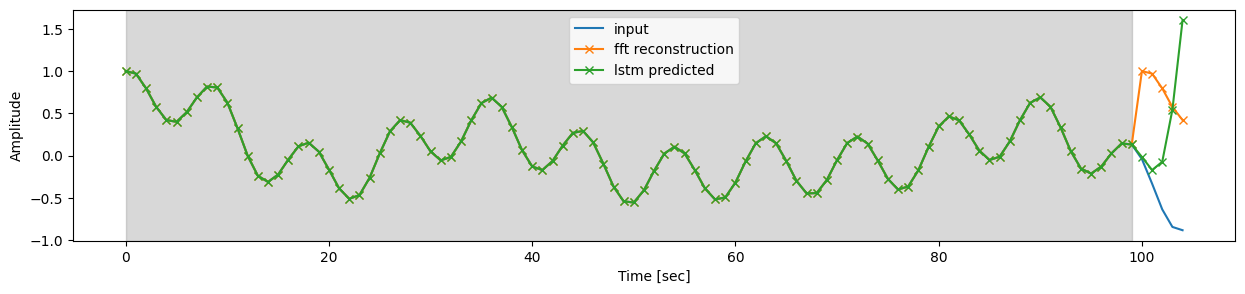 input
fft reconstruction
lstm predicted
Amplitude
1.5
1.0
0.5
0.0
−0.5
−1.0
0 20 40 60 80 100
Time [sec]